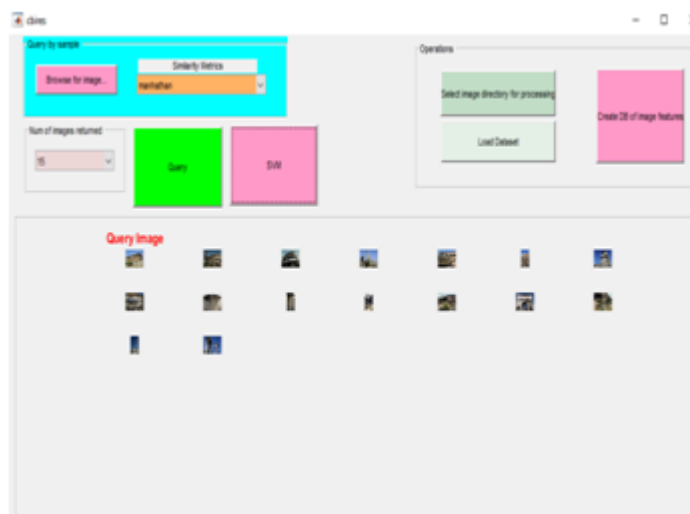 cbires
Query by sample
Browse for image...
Similarity Metrics
manhathan
Operations
Select image directory for processing
Create DB of image features
Load Dataset
Num of images returned
15
Query
SVM
Query Image